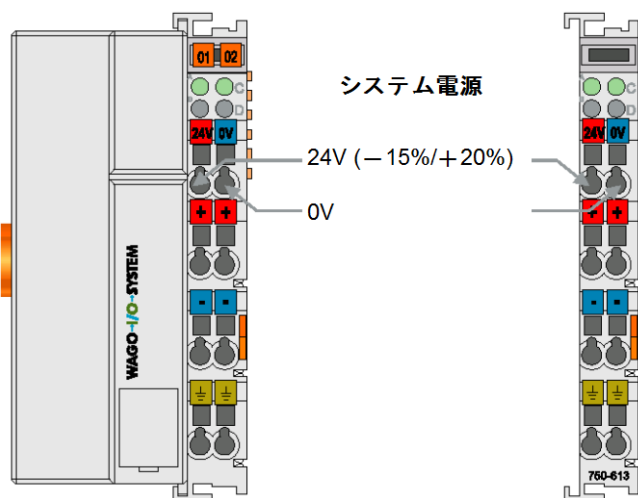 01 02
C
D
24V 0V
+ +
- -
WAGO→I/O→SYSTEM
システム電源
24V (－15%/＋20%)
0V
C
D
24V 0V
+ +
- -
750-613